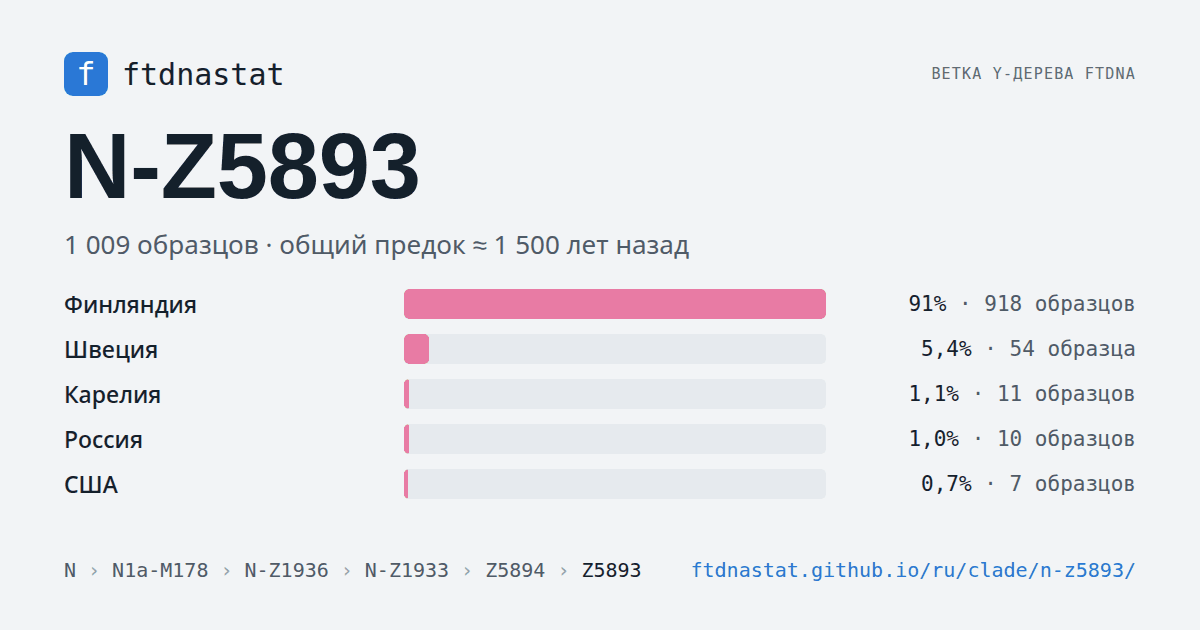 f ftdnastat
ВЕТКА Y-ДЕРЕВА FTDNA
N-Z5893
1 009 образцов · общий предок ≈ 1 500 лет назад
Финляндия 91% · 918 образцов
Швеция 5,4% · 54 образца
Карелия 1,1% · 11 образцов
Россия 1,0% · 10 образцов
США 0,7% · 7 образцов
N › N1a-M178 › N-Z1936 › N-Z1933 › Z5894 › Z5893
ftdnastat.github.io/ru/clade/n-z5893/